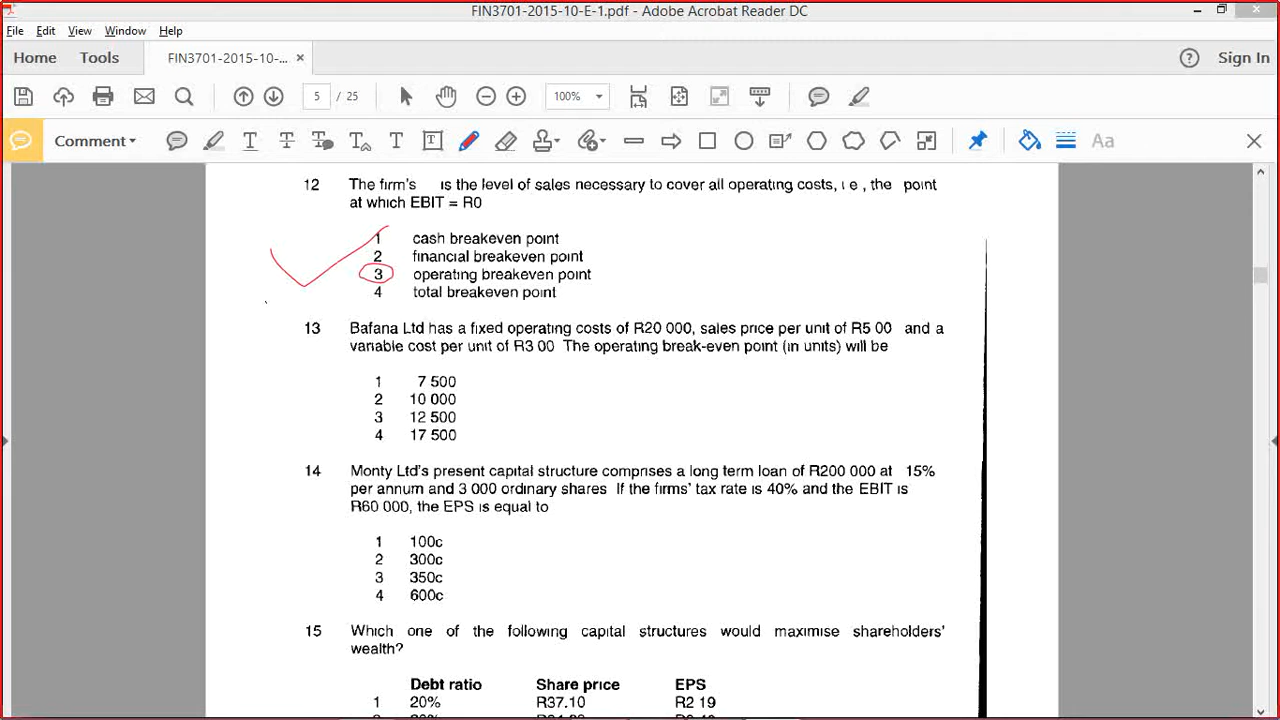 FIN3701-2015-10-E-1.pdf - Adobe Acrobat Reader DC
File Edit View Window Help
Home Tools FIN3701-2015-10-... × Sign In
5 / 25 100%
Comment Aa
12 The firm's is the level of sales necessary to cover all operating costs, i e , the point
at which EBIT = R0
1 cash breakeven point
2 financial breakeven point
3 operating breakeven point
4 total breakeven point
13 Bafana Ltd has a fixed operating costs of R20 000, sales price per unit of R5 00 and a
variable cost per unit of R3 00 The operating break-even point (in units) will be
1 7 500
2 10 000
3 12 500
4 17 500
14 Monty Ltd's present capital structure comprises a long term loan of R200 000 at 15%
per annum and 3 000 ordinary shares If the firms' tax rate is 40% and the EBIT is
R60 000, the EPS is equal to
1 100c
2 300c
3 350c
4 600c
15 Which one of the following capital structures would maximise shareholders'
wealth?
Debt ratio Share price EPS
1 20% R37.10 R2 19